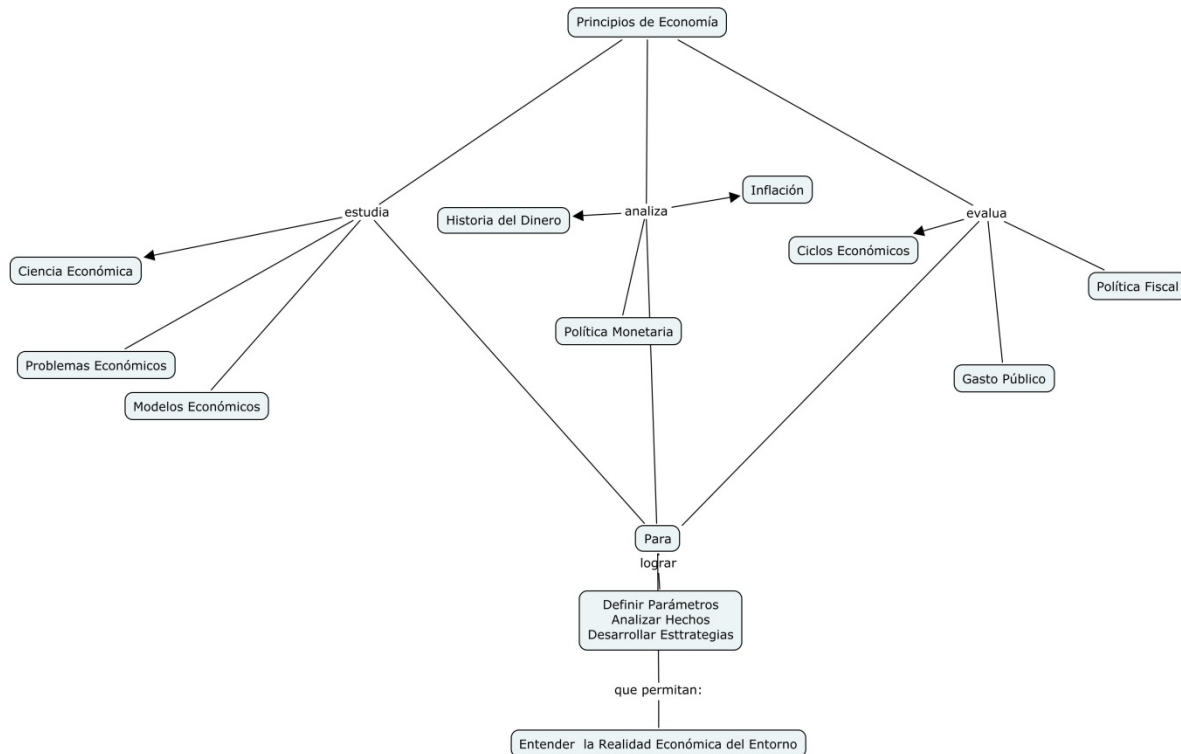 Principios de Economía
Inflación
Historia del Dinero
analiza
estudia
evalua
Ciclos Económicos
Ciencia Económica
Política Fiscal
Política Monetaria
Problemas Económicos
Gasto Público
Modelos Económicos
Para
lograr
Definir Parámetros
Analizar Hechos
Desarrollar Esttrategias
que permitan:
Entender  la Realidad Económica del Entorno